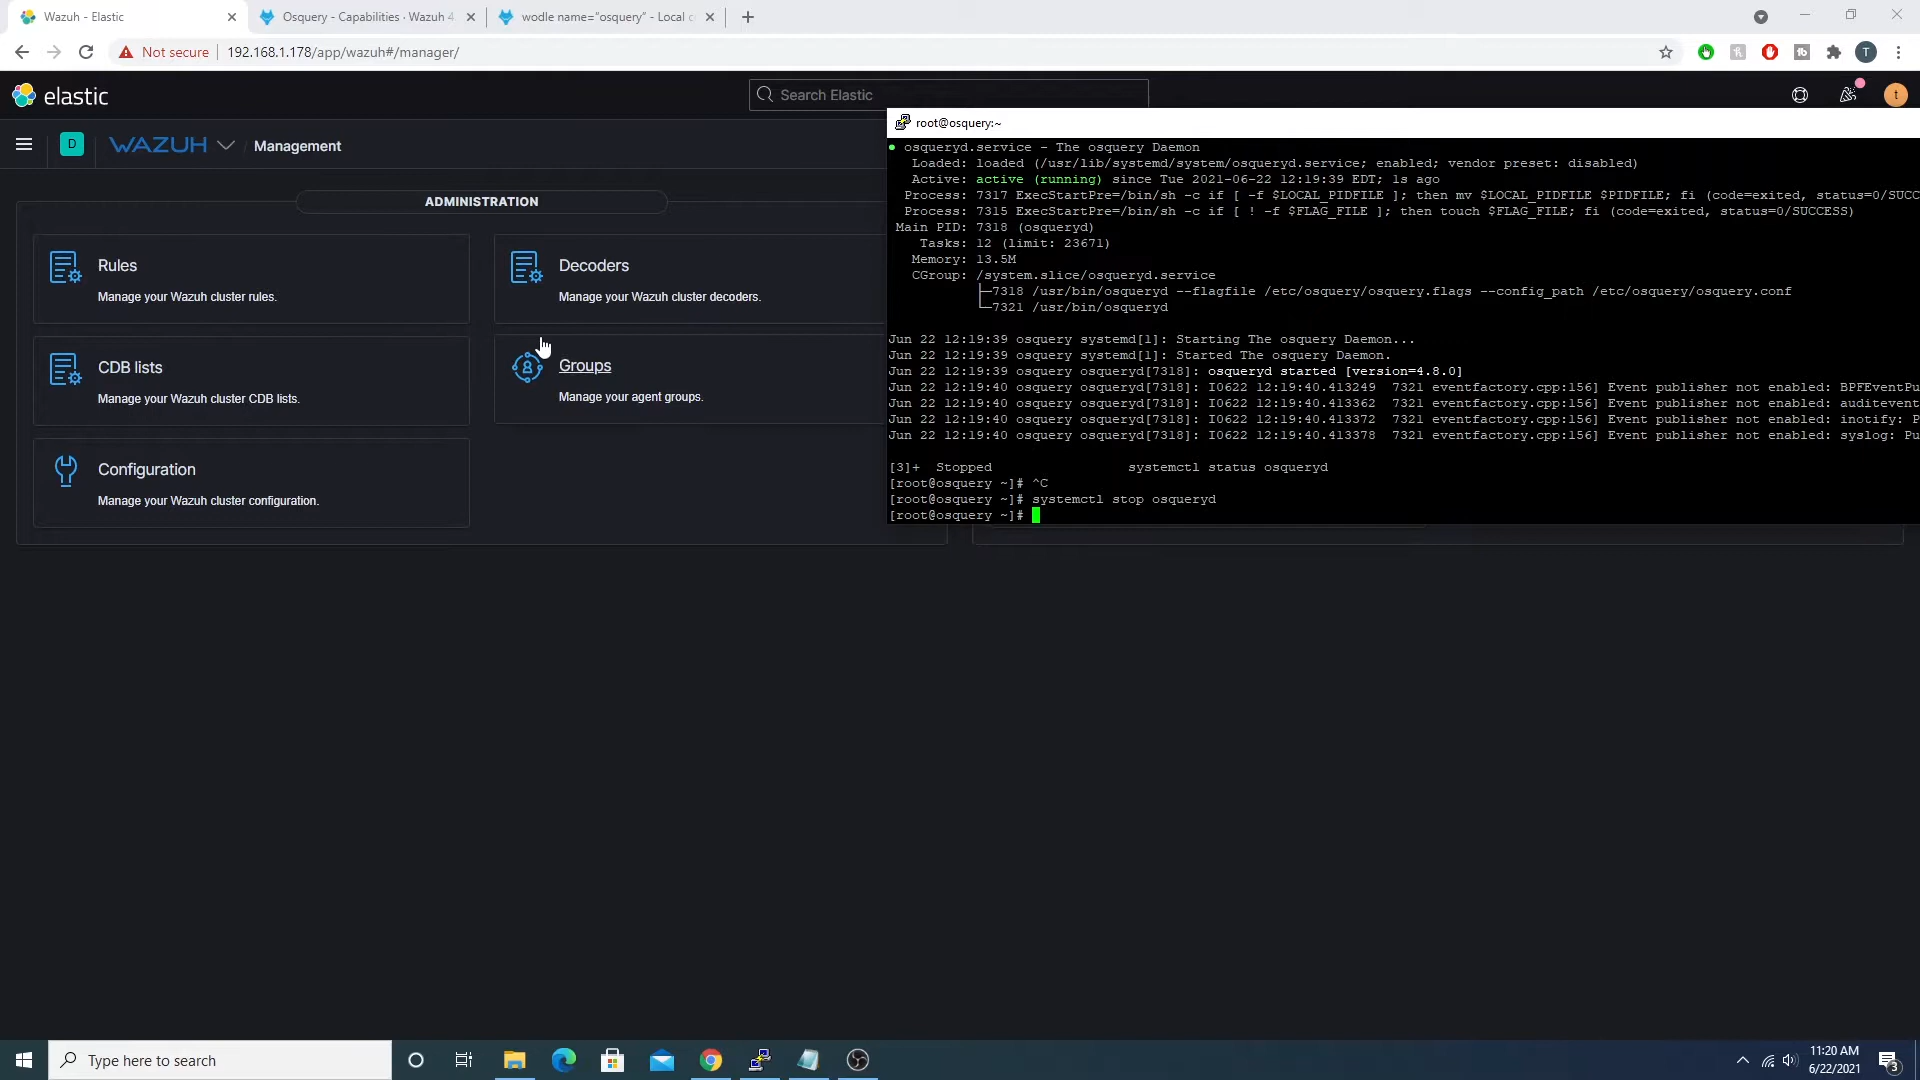 Wazuh - Elastic
Osquery - Capabilities · Wazuh 4
wodle name="osquery" - Local c
Not secure
192.168.1.178/app/wazuh#/manager/
T
elastic
Search Elastic
t
D
WAZUH
/
Management
ADMINISTRATION
Rules
Manage your Wazuh cluster rules.
Decoders
Manage your Wazuh cluster decoders.
CDB lists
Manage your Wazuh cluster CDB lists.
Groups
Manage your agent groups.
Configuration
Manage your Wazuh cluster configuration.
root@osquery:~
● osqueryd.service - The osquery Daemon
Loaded: loaded (/usr/lib/systemd/system/osqueryd.service; enabled; vendor preset: disabled)
Active: active (running) since Tue 2021-06-22 12:19:39 EDT; 1s ago
Process: 7317 ExecStartPre=/bin/sh -c if [ -f $LOCAL_PIDFILE ]; then mv $LOCAL_PIDFILE $PIDFILE; fi (code=exited, status=0/SUCC
Process: 7315 ExecStartPre=/bin/sh -c if [ ! -f $FLAG_FILE ]; then touch $FLAG_FILE; fi (code=exited, status=0/SUCCESS)
Main PID: 7318 (osqueryd)
Tasks: 12 (limit: 23671)
Memory: 13.5M
CGroup: /system.slice/osqueryd.service
├─7318 /usr/bin/osqueryd --flagfile /etc/osquery/osquery.flags --config_path /etc/osquery/osquery.conf
└─7321 /usr/bin/osqueryd
Jun 22 12:19:39 osquery systemd[1]: Starting The osquery Daemon...
Jun 22 12:19:39 osquery systemd[1]: Started The osquery Daemon.
Jun 22 12:19:39 osquery osqueryd[7318]: osqueryd started [version=4.8.0]
Jun 22 12:19:40 osquery osqueryd[7318]: I0622 12:19:40.413249  7321 eventfactory.cpp:156] Event publisher not enabled: BPFEventPu
Jun 22 12:19:40 osquery osqueryd[7318]: I0622 12:19:40.413362  7321 eventfactory.cpp:156] Event publisher not enabled: auditevent
Jun 22 12:19:40 osquery osqueryd[7318]: I0622 12:19:40.413372  7321 eventfactory.cpp:156] Event publisher not enabled: inotify: P
Jun 22 12:19:40 osquery osqueryd[7318]: I0622 12:19:40.413378  7321 eventfactory.cpp:156] Event publisher not enabled: syslog: Pu
[3]+  Stopped                 systemctl status osqueryd
[root@osquery ~]# ^C
[root@osquery ~]# systemctl stop osqueryd
[root@osquery ~]#
Type here to search
11:20 AM
6/22/2021
3